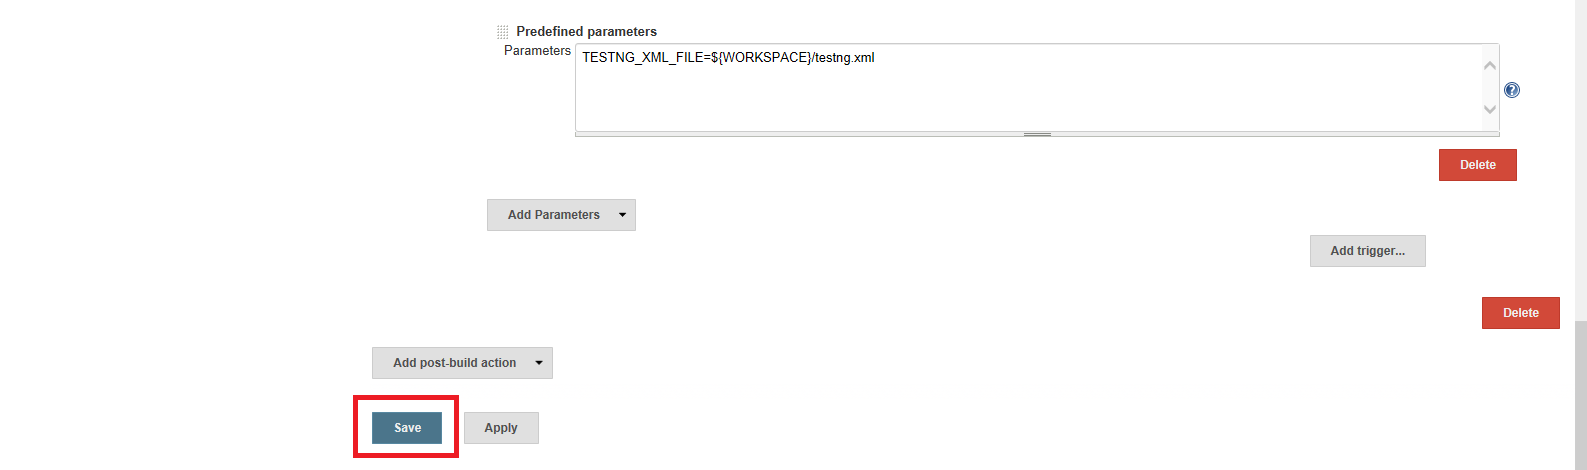 Predefined parameters
Parameters
TESTNG_XML_FILE=${WORKSPACE}/testng.xml
?
Delete
Add Parameters
Add trigger...
Delete
Add post-build action
Save
Apply